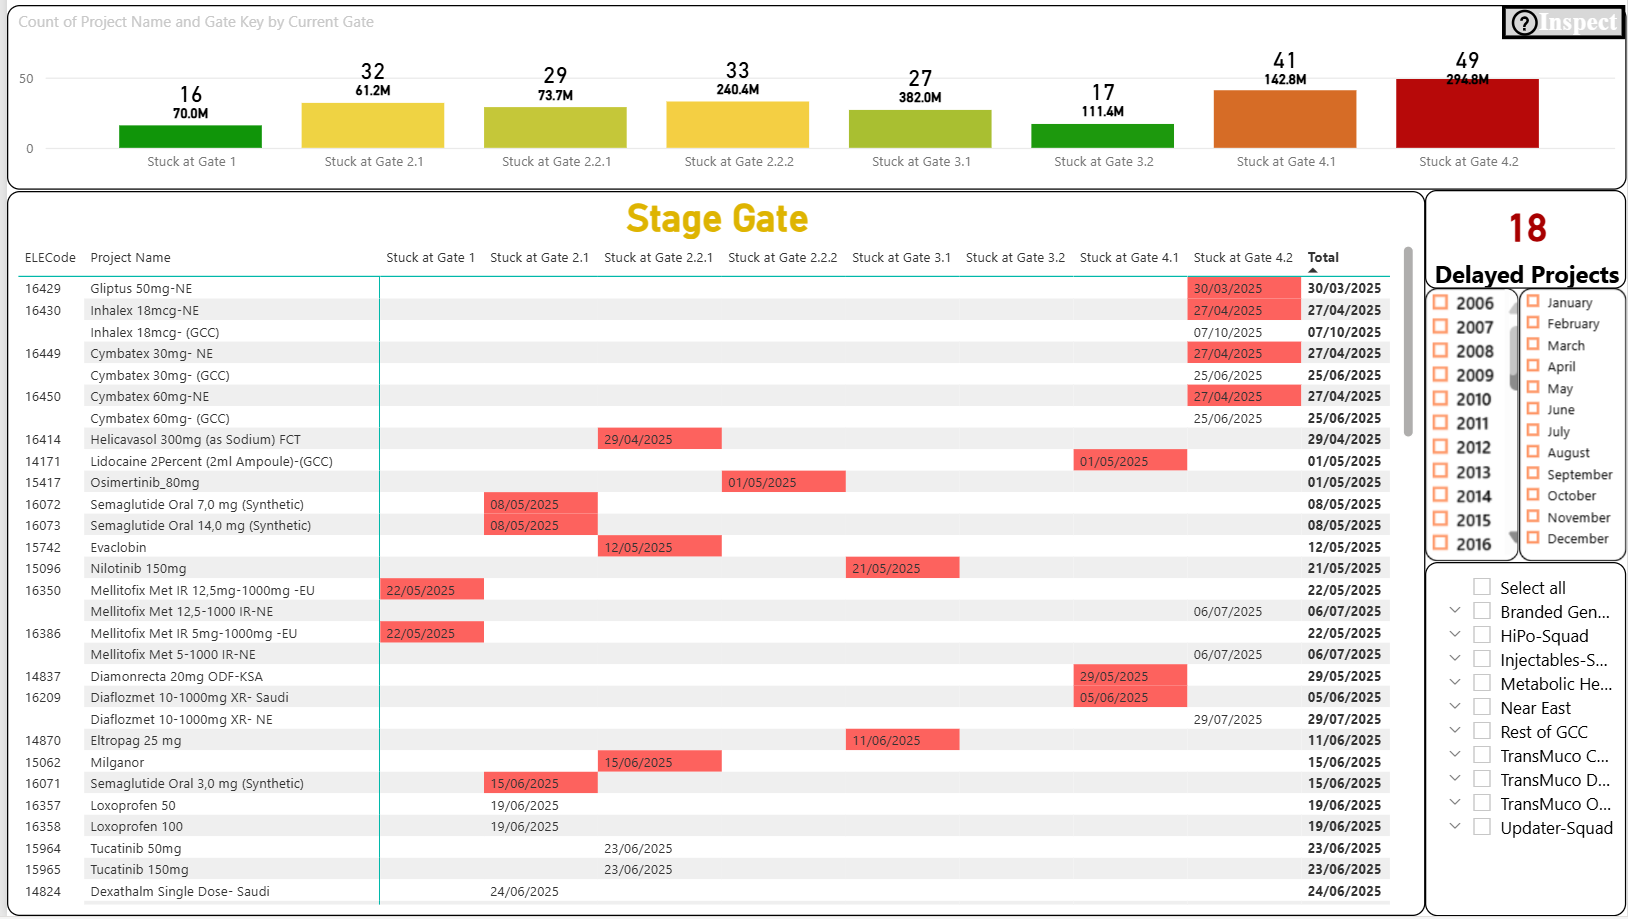 Count of Project Name and Gate Key by Current Gate
Inspect
50
0
16
70.0M
32
61.2M
29
73.7M
33
240.4M
27
382.0M
17
111.4M
41
142.8M
49
294.8M
Stuck at Gate 1
Stuck at Gate 2.1
Stuck at Gate 2.2.1
Stuck at Gate 2.2.2
Stuck at Gate 3.1
Stuck at Gate 3.2
Stuck at Gate 4.1
Stuck at Gate 4.2
Stage Gate
ELECode Project Name Stuck at Gate 1 Stuck at Gate 2.1 Stuck at Gate 2.2.1 Stuck at Gate 2.2.2 Stuck at Gate 3.1 Stuck at Gate 3.2 Stuck at Gate 4.1 Stuck at Gate 4.2 Total
16429 Gliptus 50mg-NE 30/03/2025 30/03/2025
16430 Inhalex 18mcg-NE 27/04/2025 27/04/2025
Inhalex 18mcg- (GCC) 07/10/2025 07/10/2025
16449 Cymbatex 30mg- NE 27/04/2025 27/04/2025
Cymbatex 30mg- (GCC) 25/06/2025 25/06/2025
16450 Cymbatex 60mg-NE 27/04/2025 27/04/2025
Cymbatex 60mg- (GCC) 25/06/2025 25/06/2025
16414 Helicavasol 300mg (as Sodium) FCT 29/04/2025 29/04/2025
14171 Lidocaine 2Percent (2ml Ampoule)-(GCC) 01/05/2025 01/05/2025
15417 Osimertinib_80mg 01/05/2025 01/05/2025
16072 Semaglutide Oral 7,0 mg (Synthetic) 08/05/2025 08/05/2025
16073 Semaglutide Oral 14,0 mg (Synthetic) 08/05/2025 08/05/2025
15742 Evaclobin 12/05/2025 12/05/2025
15096 Nilotinib 150mg 21/05/2025 21/05/2025
16350 Mellitofix Met IR 12,5mg-1000mg -EU 22/05/2025 22/05/2025
Mellitofix Met 12,5-1000 IR-NE 06/07/2025 06/07/2025
16386 Mellitofix Met IR 5mg-1000mg -EU 22/05/2025 22/05/2025
Mellitofix Met 5-1000 IR-NE 06/07/2025 06/07/2025
14837 Diamonrecta 20mg ODF-KSA 29/05/2025 29/05/2025
16209 Diaflozmet 10-1000mg XR- Saudi 05/06/2025 05/06/2025
Diaflozmet 10-1000mg XR- NE 29/07/2025 29/07/2025
14870 Eltropag 25 mg 11/06/2025 11/06/2025
15062 Milganor 15/06/2025 15/06/2025
16071 Semaglutide Oral 3,0 mg (Synthetic) 15/06/2025 15/06/2025
16357 Loxoprofen 50 19/06/2025 19/06/2025
16358 Loxoprofen 100 19/06/2025 19/06/2025
15964 Tucatinib 50mg 23/06/2025 23/06/2025
15965 Tucatinib 150mg 23/06/2025 23/06/2025
14824 Dexathalm Single Dose- Saudi 24/06/2025 24/06/2025
18
Delayed Projects
2006
2007
2008
2009
2010
2011
2012
2013
2014
2015
2016
January
February
March
April
May
June
July
August
September
October
November
December
Select all
Branded Gen...
HiPo-Squad
Injectables-S...
Metabolic He...
Near East
Rest of GCC
TransMuco C...
TransMuco D...
TransMuco O...
Updater-Squad